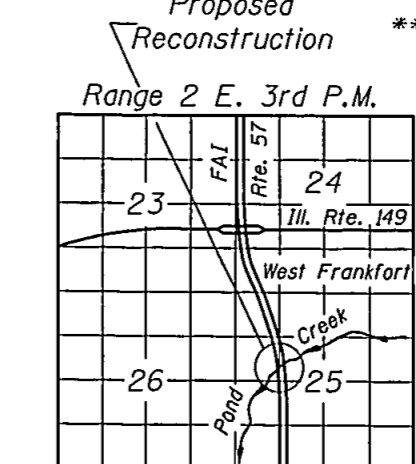 Proposed
Reconstruction
**
Range 2 E. 3rd P.M.
FAI
Rte. 57
23
24
Ill. Rte. 149
West Frankfort
Creek
26
25
Pond